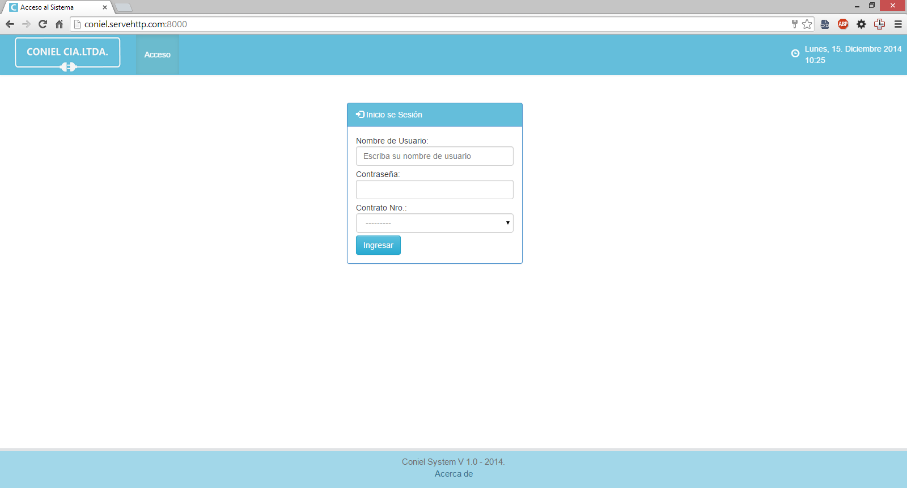 Acceso al Sistema
coniel.servehttp.com:8000
CONIEL CIA.LTDA.
Acceso
Lunes, 15. Diciembre 2014
10:25
Inicio se Sesión
Nombre de Usuario:
Escriba su nombre de usuario
Contraseña:
Contrato Nro.:
---------
Ingresar
Coniel System V 1.0 - 2014.
Acerca de